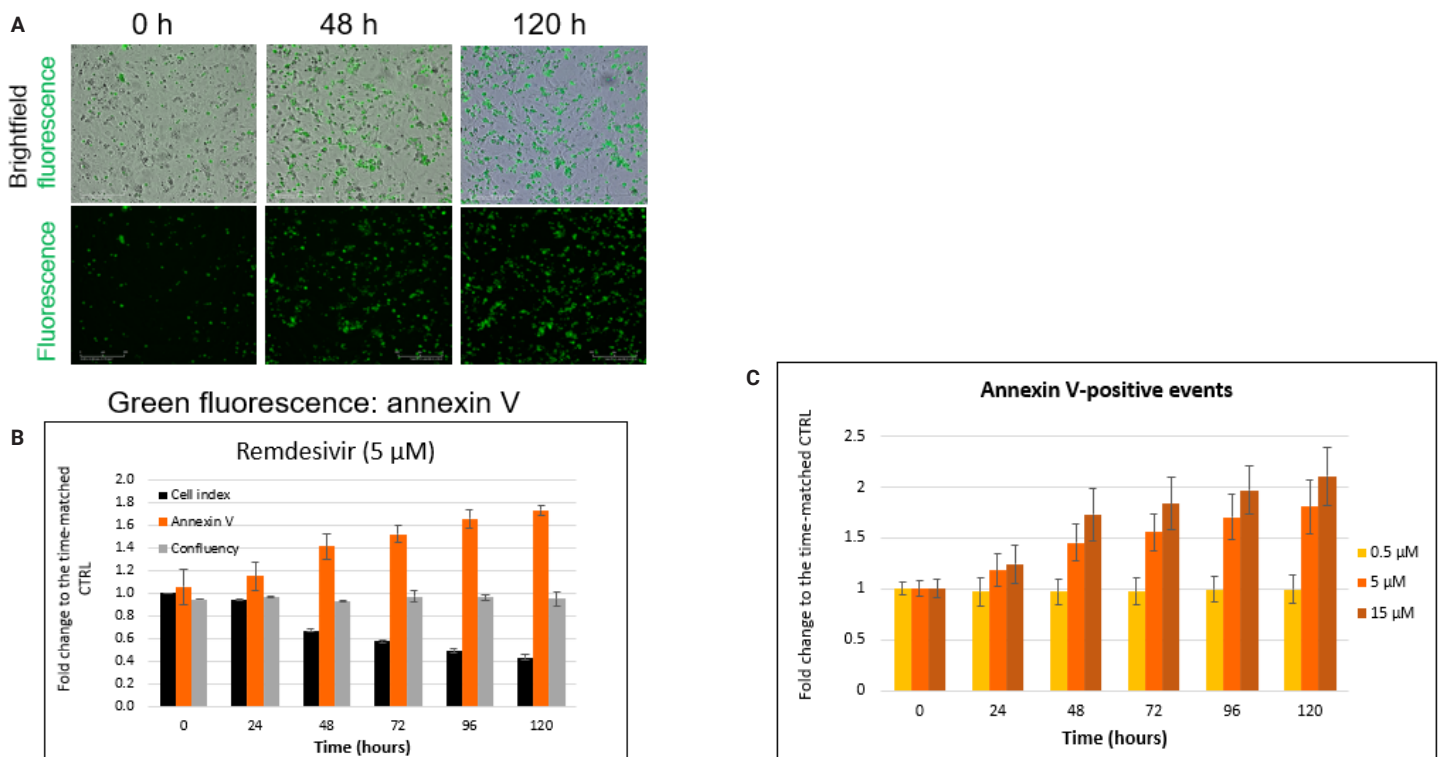 A
0 h
48 h
120 h
Brightfield
fluorescence
Fluorescence
Green fluorescence: annexin V
B
Remdesivir (5 µM)
Fold change to the time-matched
CTRL
2.0
1.8
1.6
1.4
1.2
1.0
0.8
0.6
0.4
0.2
0.0
Cell index
Annexin V
Confluency
0
24
48
72
96
120
Time (hours)
C
Annexin V-positive events
Fold change to the time-matched CTRL
2.5
2
1.5
1
0.5
0
0.5 µM
5 µM
15 µM
0
24
48
72
96
120
Time (hours)